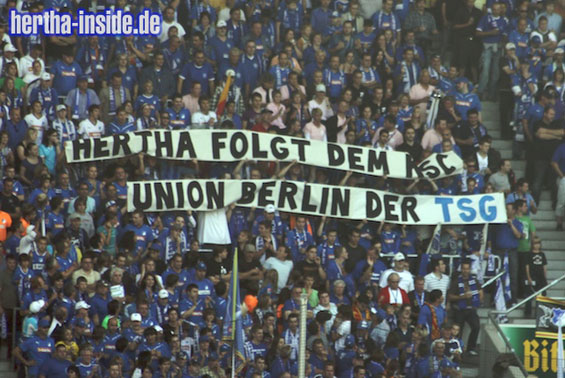 hertha-inside.de
HERTHA FOLGT DEM KSC
UNION BERLIN DER TSG